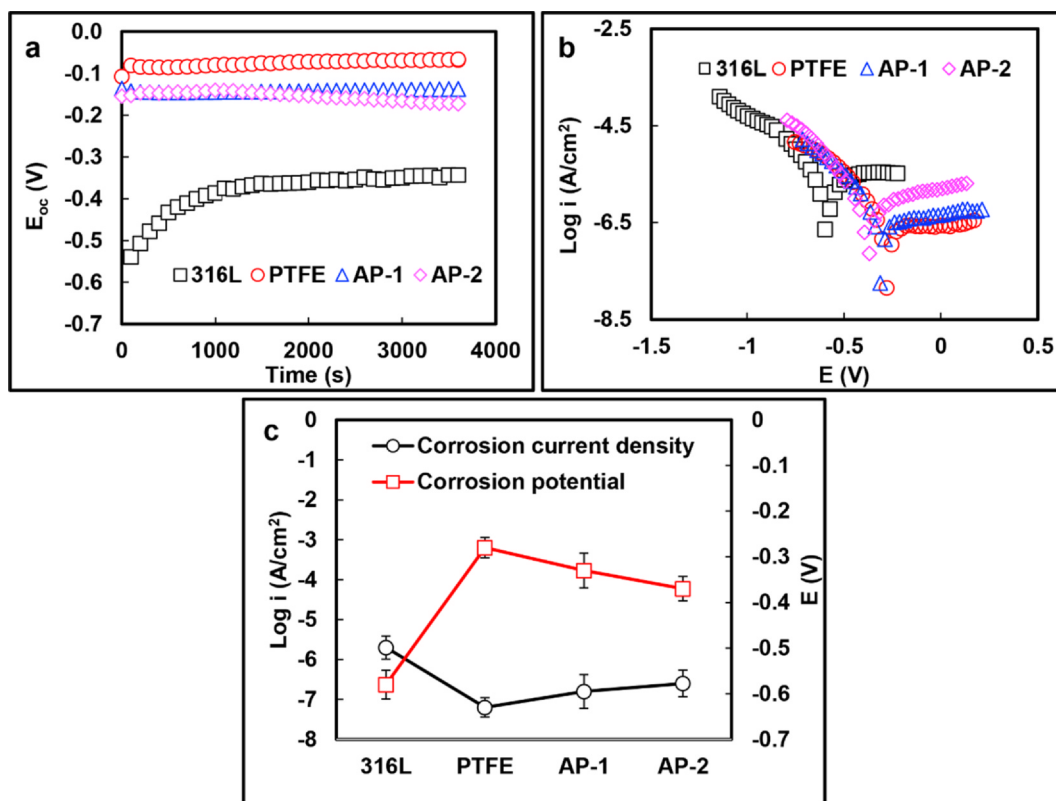 a
0.0
-0.1
-0.2
-0.3
-0.4
-0.5
-0.6
-0.7
E_oc (V)
316L PTFE AP-1 AP-2
0 1000 2000 3000 4000
Time (s)
b
-2.5
-4.5
-6.5
-8.5
Log i (A/cm²)
316L PTFE AP-1 AP-2
-1.5 -1 -0.5 0 0.5
E (V)
c
0
-1
-2
-3
-4
-5
-6
-7
-8
Log i (A/cm²)
Corrosion current density
Corrosion potential
0
-0.1
-0.2
-0.3
-0.4
-0.5
-0.6
-0.7
E (V)
316L PTFE AP-1 AP-2